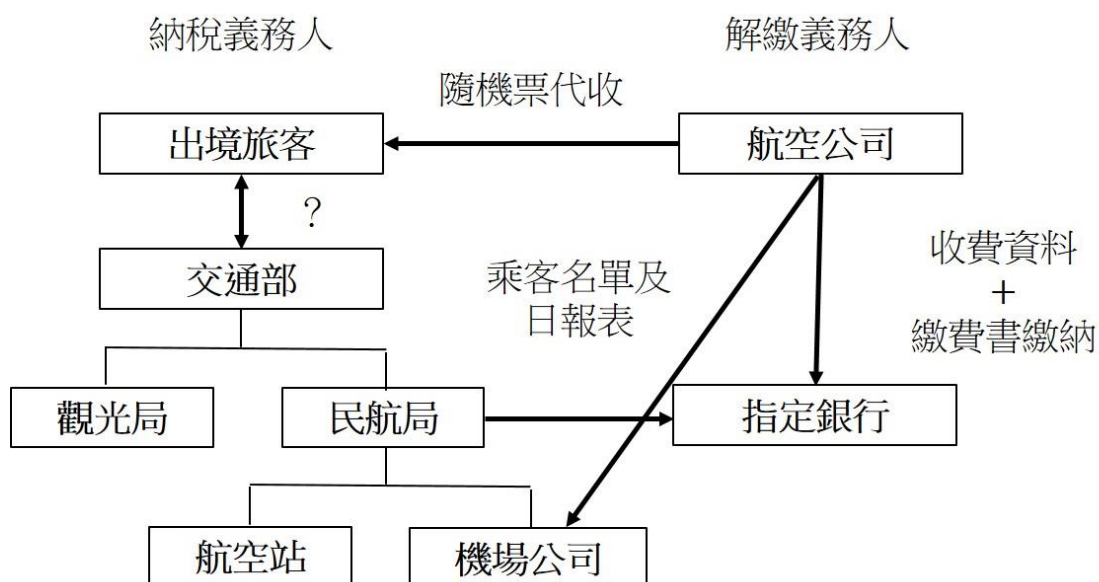 納稅義務人
解繳義務人
隨機票代收
出境旅客
航空公司
?
交通部
乘客名單及
日報表
收費資料
+
繳費書繳納
觀光局
民航局
指定銀行
航空站
機場公司